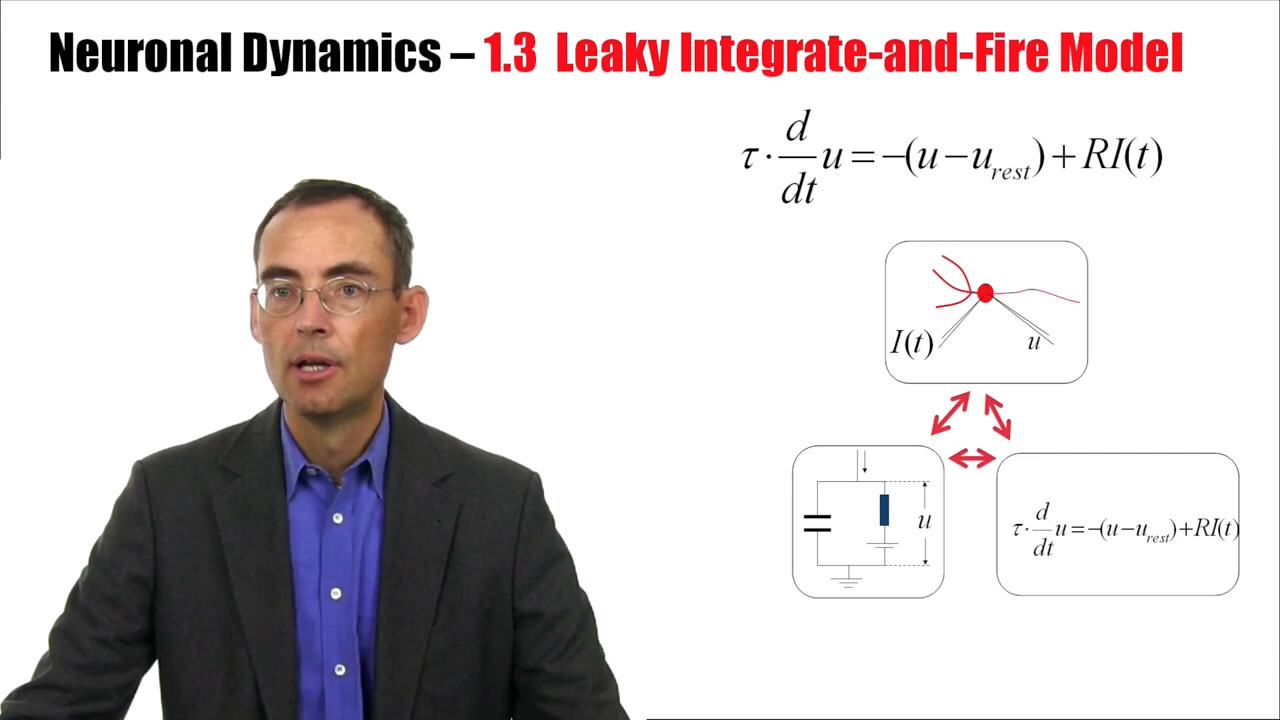 Neuronal Dynamics – 1.3 Leaky Integrate-and-Fire Model
τ · d/dt u = –(u – u_rest) + RI(t)
I(t) u
u
τ · d/dt u = –(u – u_rest) + RI(t)